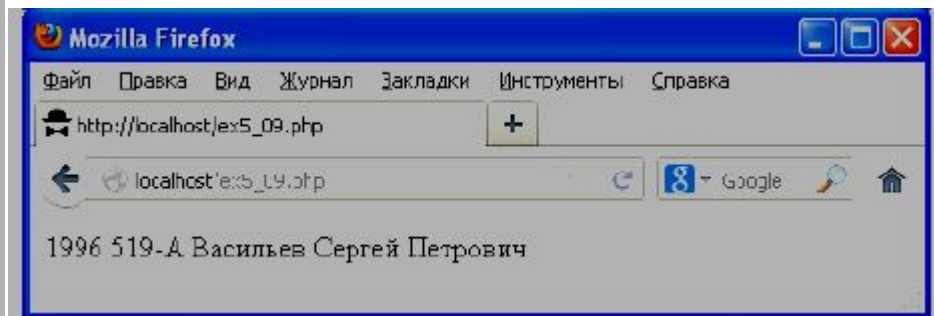 Mozilla Firefox
Файл Правка Вид Журнал Закладки Инструменты Справка
http://localhost/ex5_09.php +
localhost/ex5_09.php Google
1996 519-А Васильев Сергей Петрович